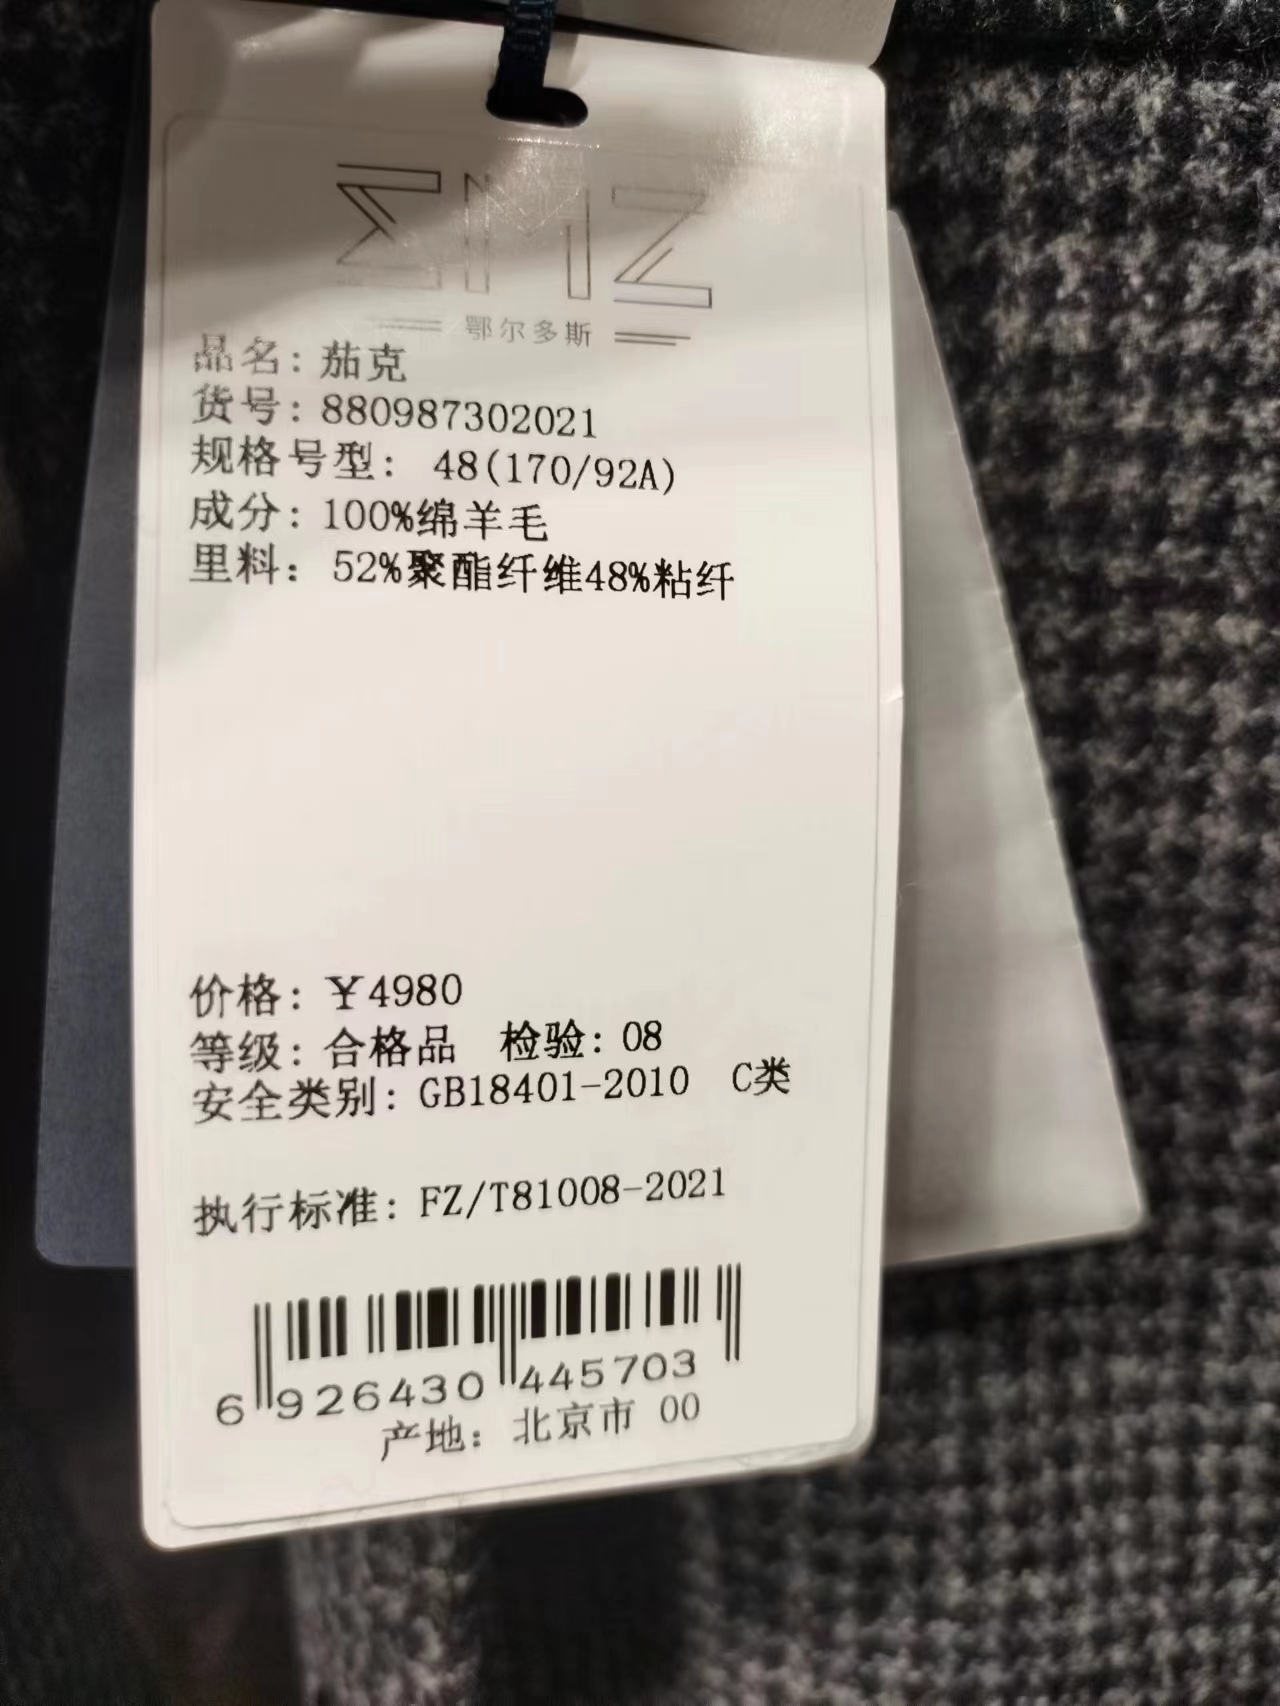 鄂尔多斯
品名：茄克
货号：880987302021
规格号型： 48(170/92A)
成分：100%绵羊毛
里料： 52%聚酯纤维48%粘纤
价格：￥4980
等级：合格品 检验：08
安全类别：GB18401-2010 C类
执行标准：FZ/T81008-2021
6 926430 445703
产地：北京市 00